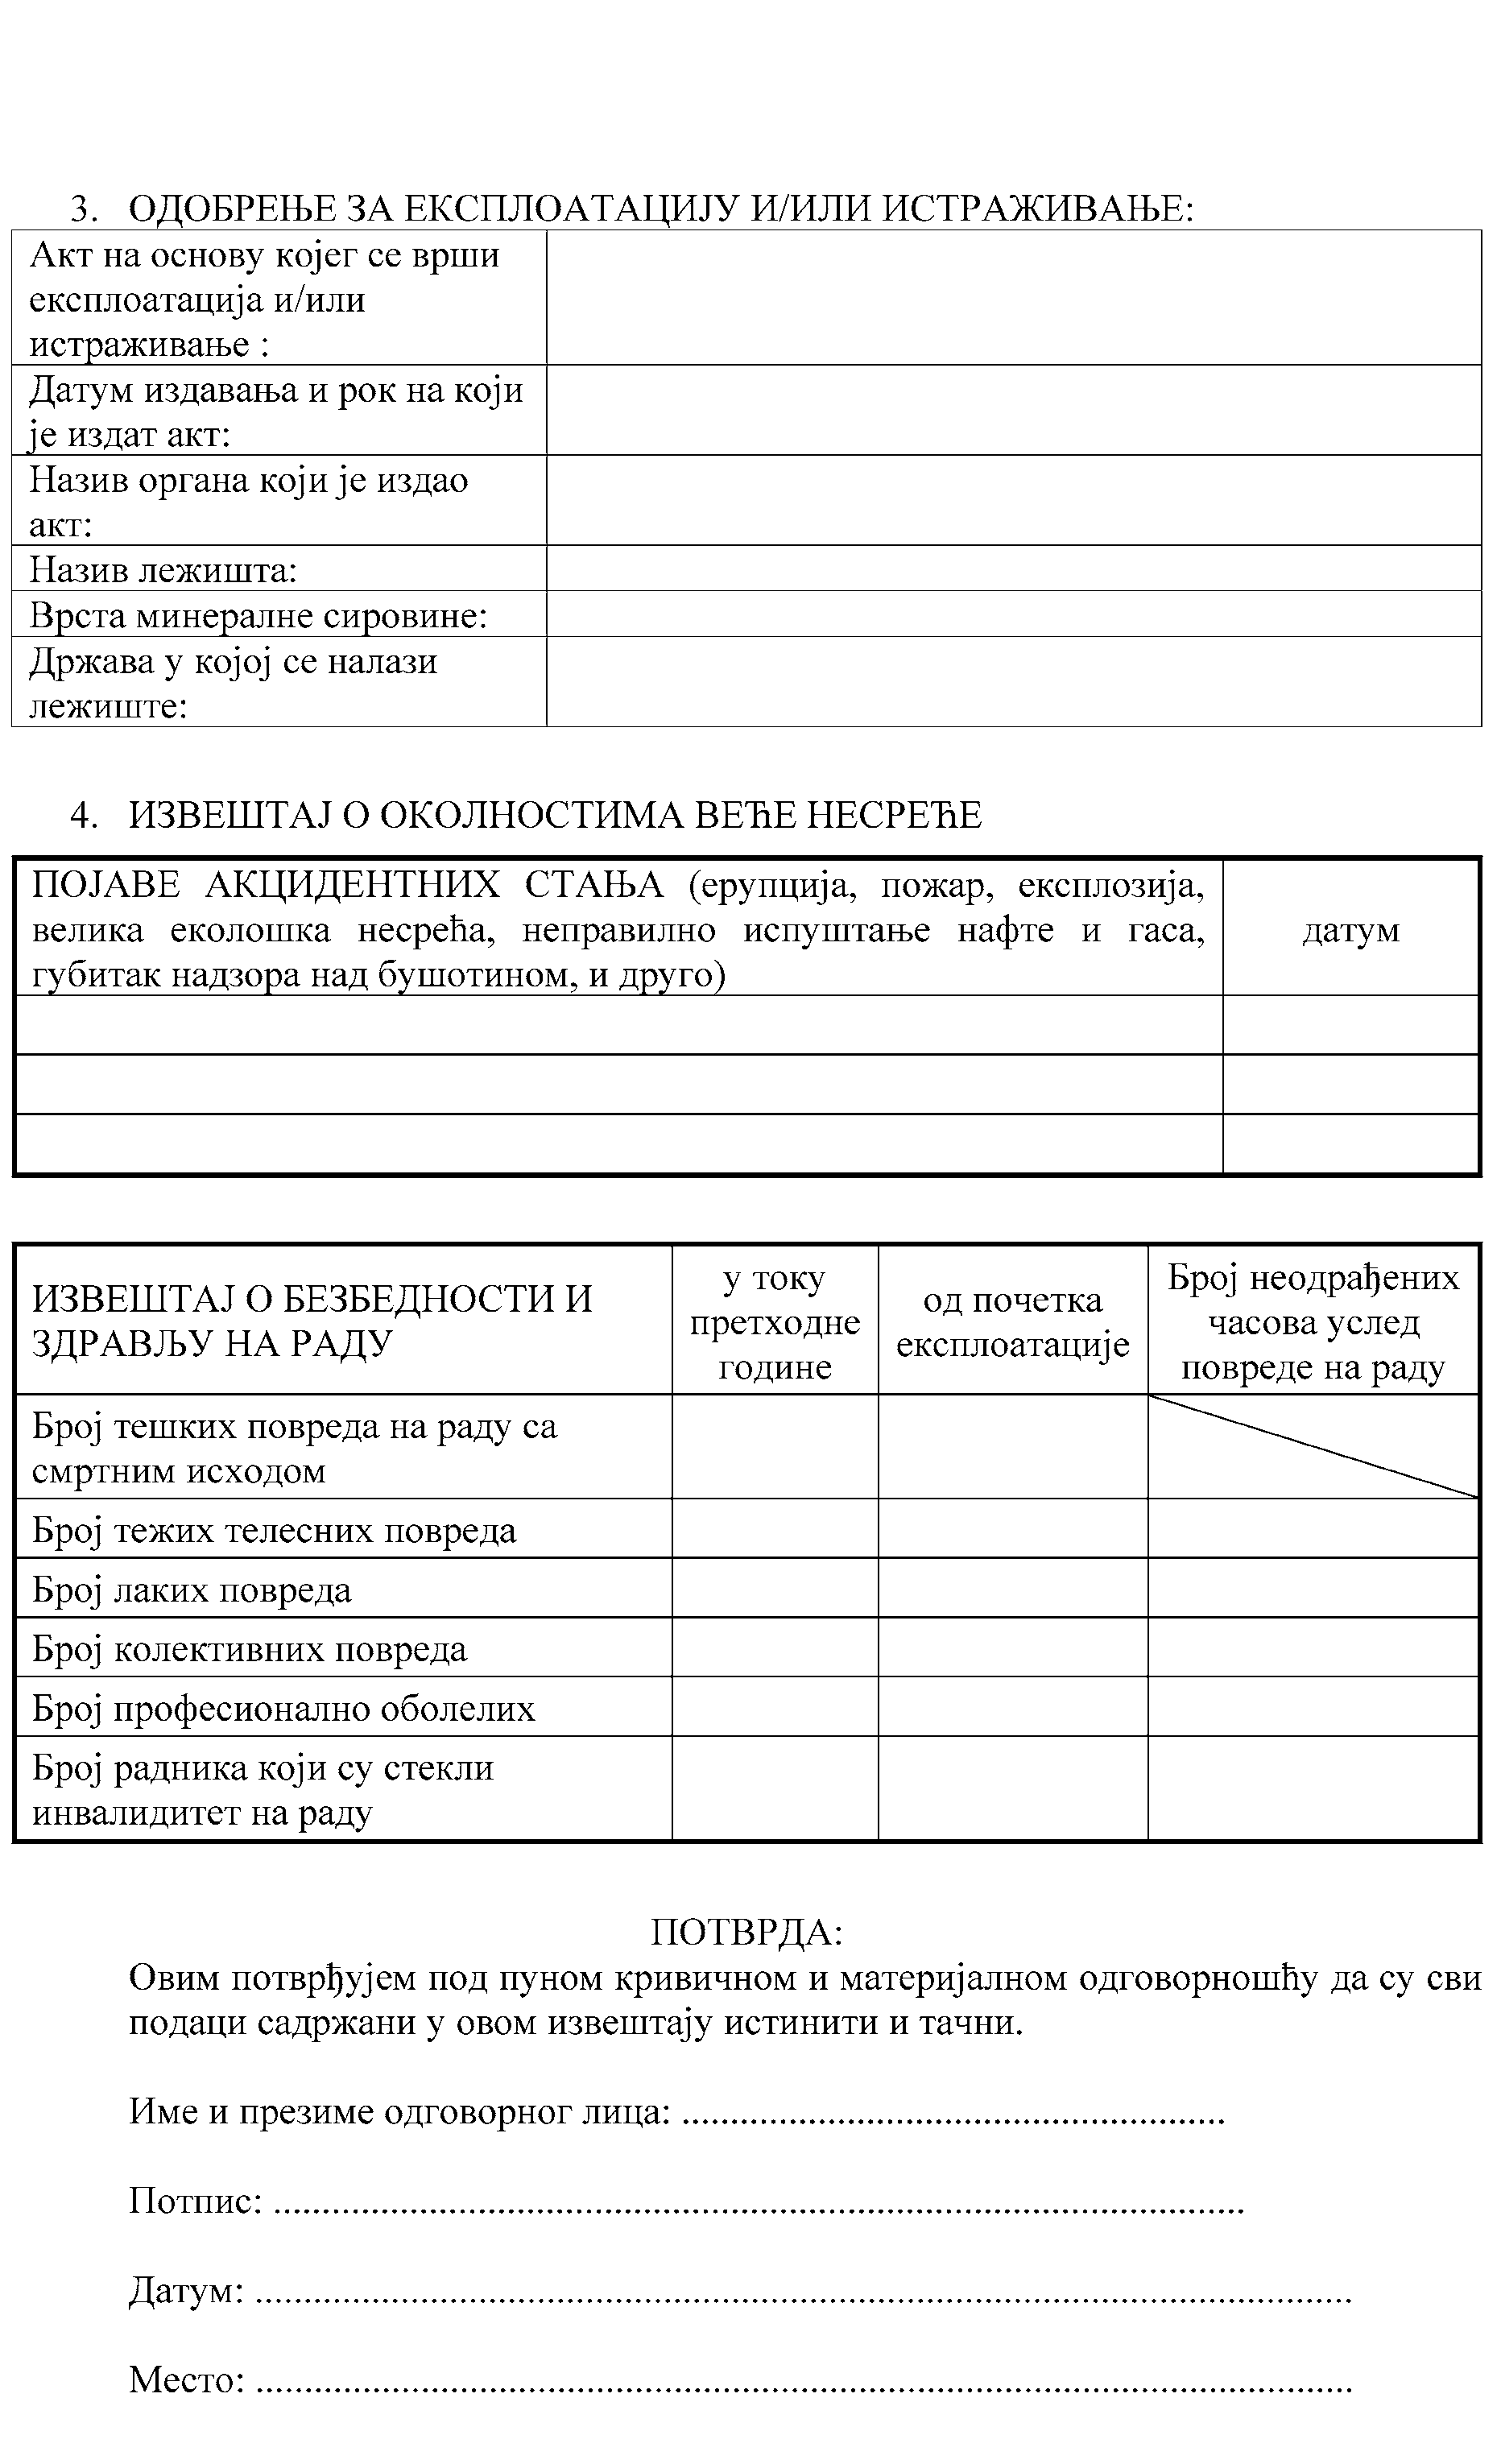 3. ОДОБРЕЊЕ ЗА ЕКСПЛОАТАЦИЈУ И/ИЛИ ИСТРАЖИВАЊЕ:
Акт на основу којег се врши
експлоатација и/или
истраживање :
Датум издавања и рок на који
је издат акт:
Назив органа који је издао
акт:
Назив лежишта:
Врста минералне сировине:
Држава у којој се налази
лежиште:
4. ИЗВЕШТАЈ О ОКОЛНОСТИМА ВЕЋЕ НЕСРЕЋЕ
ПОЈАВЕ АКЦИДЕНТНИХ СТАЊА (ерупција, пожар, експлозија,
велика еколошка несрећа, неправилно испуштање нафте и гаса,
губитак надзора над бушотином, и друго)
датум
ИЗВЕШТАЈ О БЕЗБЕДНОСТИ И
ЗДРАВЉУ НА РАДУ
у току
претходне
године
од почетка
експлоатације
Број неодрађених
часова услед
повреде на раду
Број тешких повреда на раду са
смртним исходом
Број тежих телесних повреда
Број лаких повреда
Број колективних повреда
Број професионално оболелих
Број радника који су стекли
инвалидитет на раду
ПОТВРДА:
Овим потврђујем под пуном кривичном и материјалном одговорношћу да су сви
подаци садржани у овом извештају истинити и тачни.
Име и презиме одговорног лица: ........................................................
Потпис: ....................................................................................................
Датум: .................................................................................................................
Место: .................................................................................................................